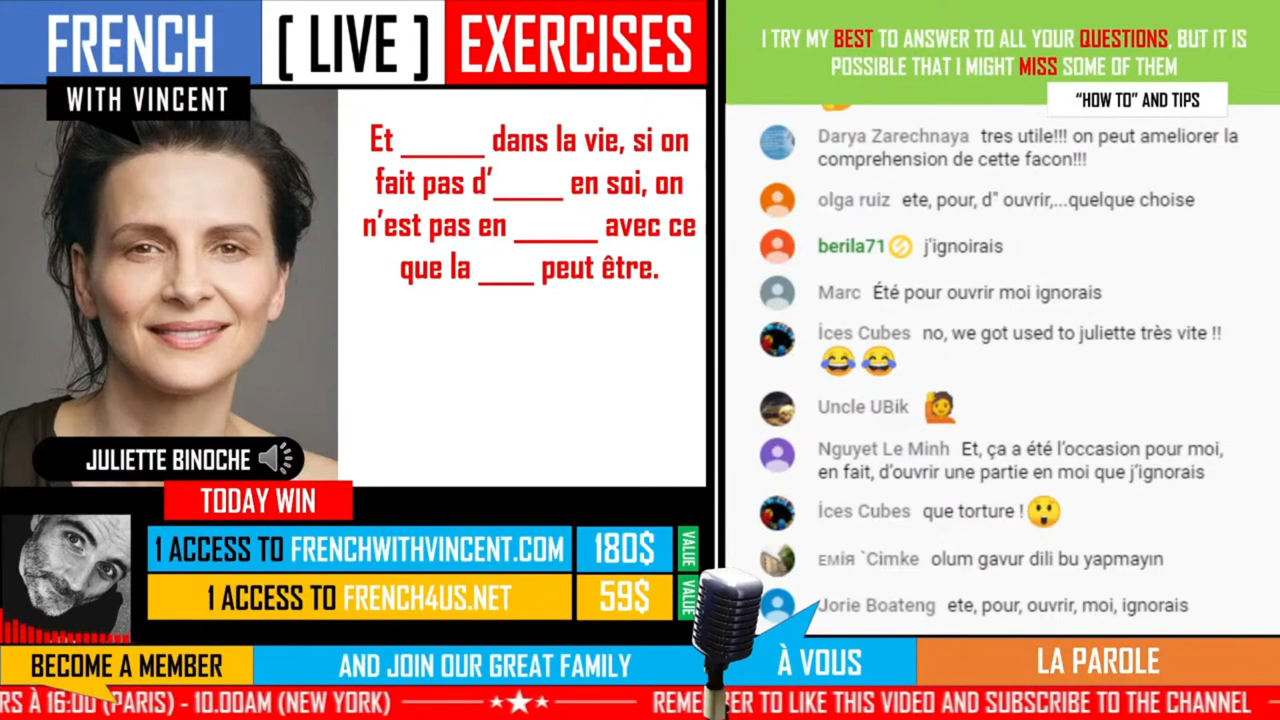 FRENCH
[ LIVE ]
EXERCISES
WITH VINCENT
Et ______ dans la vie, si on
fait pas d'_____ en soi, on
n'est pas en ______ avec ce
que la ____ peut être.
JULIETTE BINOCHE
TODAY WIN
1 ACCESS TO FRENCHWITHVINCENT.COM
180$
VALUE
1 ACCESS TO FRENCH4US.NET
59$
VALUE
BECOME A MEMBER
AND JOIN OUR GREAT FAMILY
I TRY MY BEST TO ANSWER TO ALL YOUR QUESTIONS, BUT IT IS
POSSIBLE THAT I MIGHT MISS SOME OF THEM
"HOW TO" AND TIPS
Darya Zarechnaya tres utile!!! on peut ameliorer la
comprehension de cette facon!!!
olga ruiz ete, pour, d" ouvrir,...quelque choise
berila71 j'ignoirais
Marc Été pour ouvrir moi ignorais
İces Cubes no, we got used to juliette très vite !!
😂😂
Uncle UBik 🙋
Nguyet Le Minh Et, ça a été l'occasion pour moi,
en fait, d'ouvrir une partie en moi que j'ignorais
İces Cubes que torture ! 😲
ᴇᴍίя `Cimke olum gavur dili bu yapmayın
Jorie Boateng ete, pour, ouvrir, moi, ignorais
À VOUS
LA PAROLE
RS À 16:00 (PARIS) - 10.00AM (NEW YORK)
REMEMBER TO LIKE THIS VIDEO AND SUBSCRIBE TO THE CHANNEL